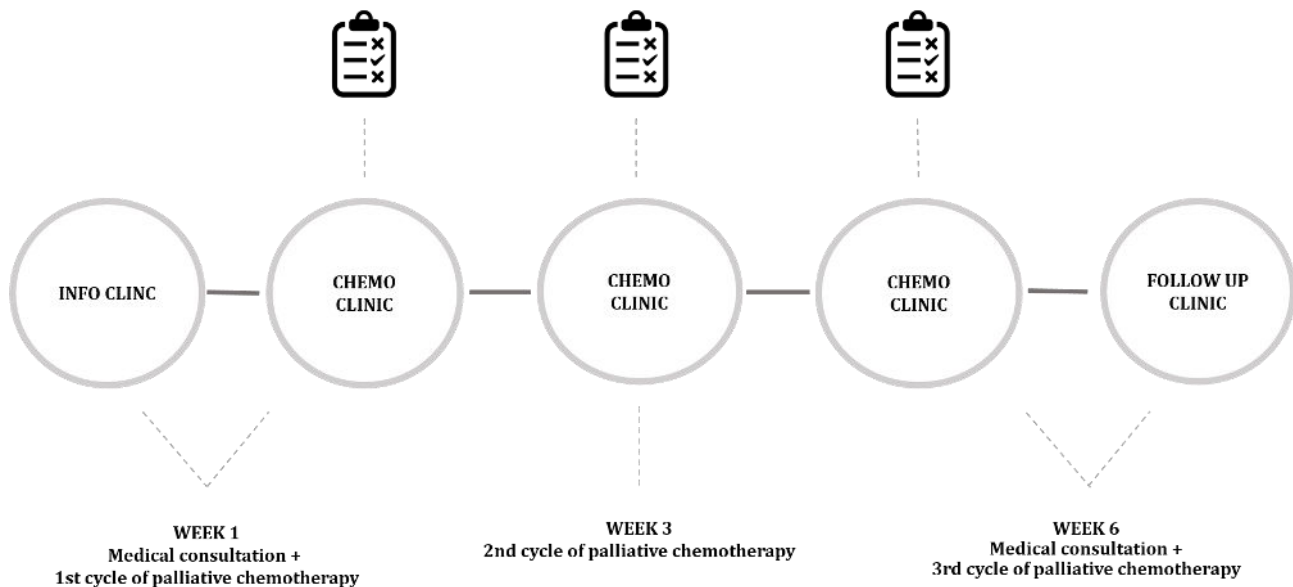 INFO CLINC
CHEMO
CLINIC
CHEMO
CLINIC
CHEMO
CLINIC
FOLLOW UP
CLINIC
WEEK 1
Medical consultation +
1st cycle of palliative chemotherapy
WEEK 3
2nd cycle of palliative chemotherapy
WEEK 6
Medical consultation +
3rd cycle of palliative chemotherapy